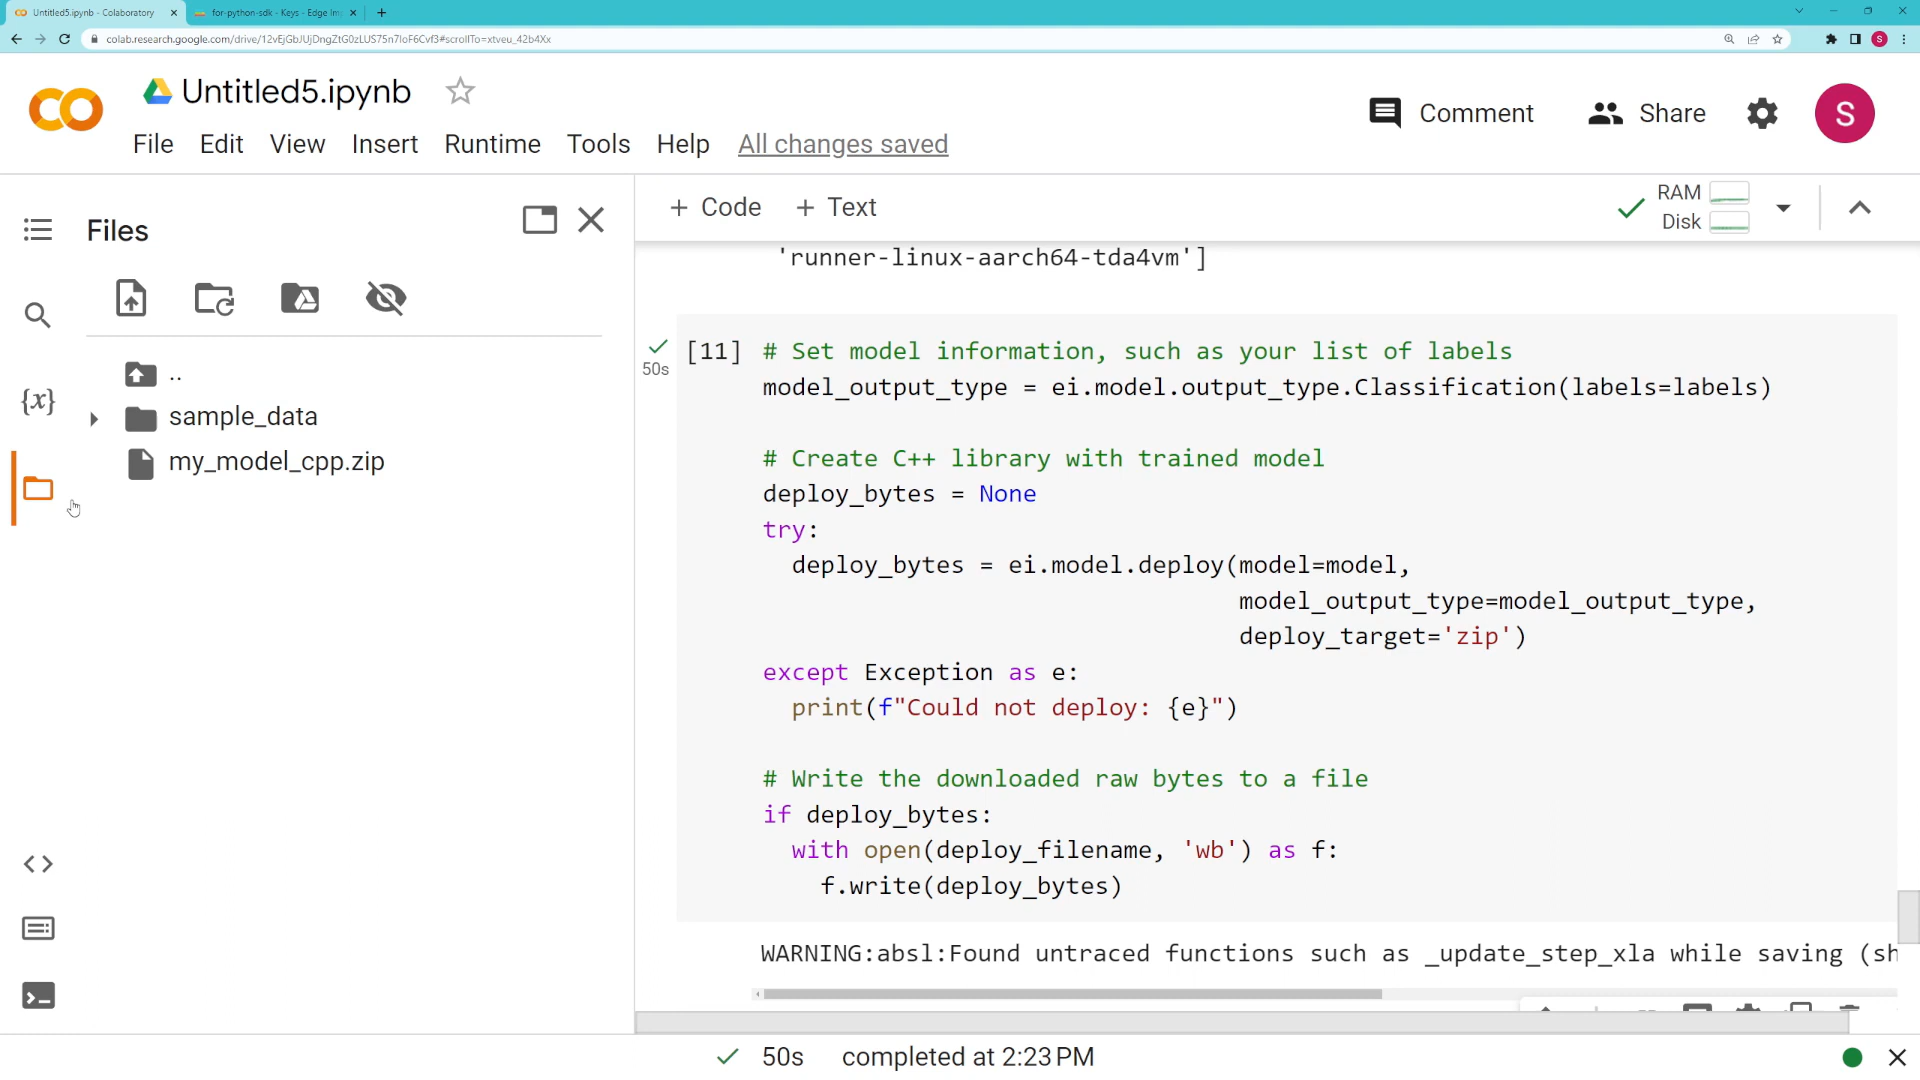 Untitled5.ipynb - Colaboratory
for-python-sdk - Keys - Edge Im
colab.research.google.com/drive/12vEjGbJUjDngZtG0zLUS75n7loF6Cvf3#scrollTo=xtveu_42b4Xx
S
CO
Untitled5.ipynb
Comment
Share
S
File Edit View Insert Runtime Tools Help All changes saved
Files
+ Code + Text
RAM
Disk
{x}
..
sample_data
my_model_cpp.zip
'runner-linux-aarch64-tda4vm']
50s
[11] # Set model information, such as your list of labels
model_output_type = ei.model.output_type.Classification(labels=labels)
# Create C++ library with trained model
deploy_bytes = None
try:
deploy_bytes = ei.model.deploy(model=model,
model_output_type=model_output_type,
deploy_target='zip')
except Exception as e:
print(f"Could not deploy: {e}")
# Write the downloaded raw bytes to a file
if deploy_bytes:
with open(deploy_filename, 'wb') as f:
f.write(deploy_bytes)
WARNING:absl:Found untraced functions such as _update_step_xla while saving (sh
50s completed at 2:23 PM